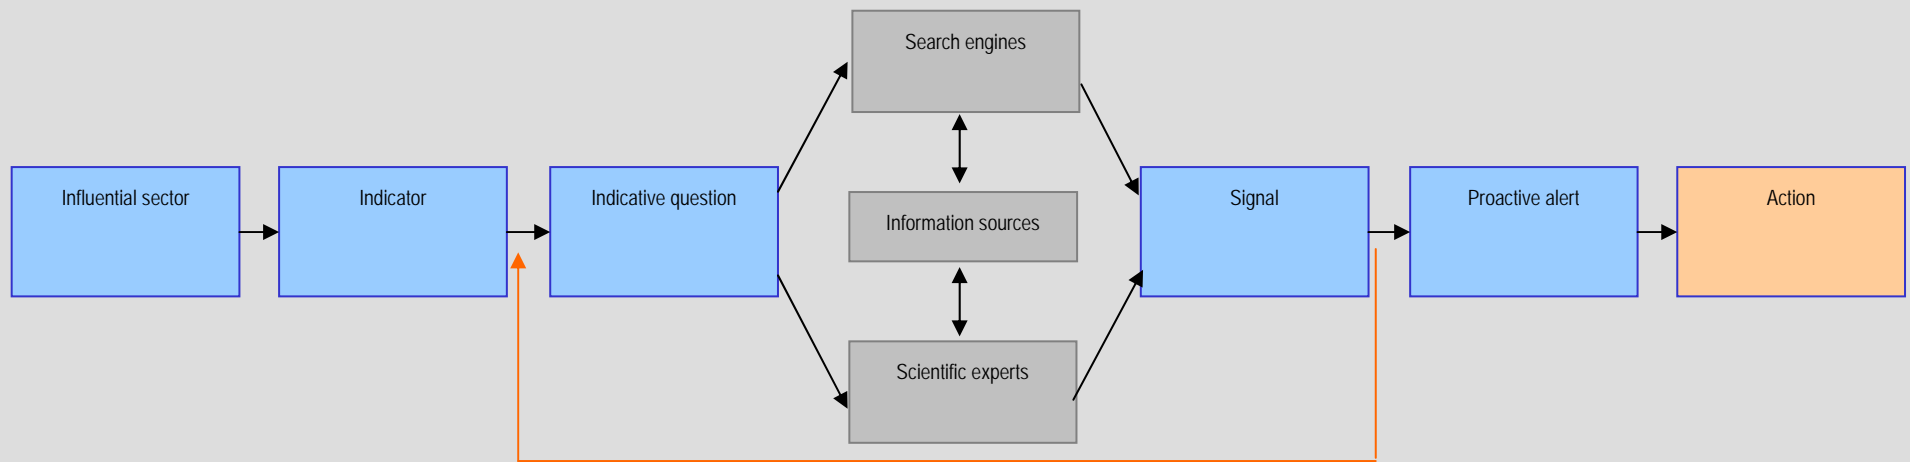 Search engines
Influential sector
Indicator
Indicative question
Information sources
Signal
Proactive alert
Action
Scientific experts